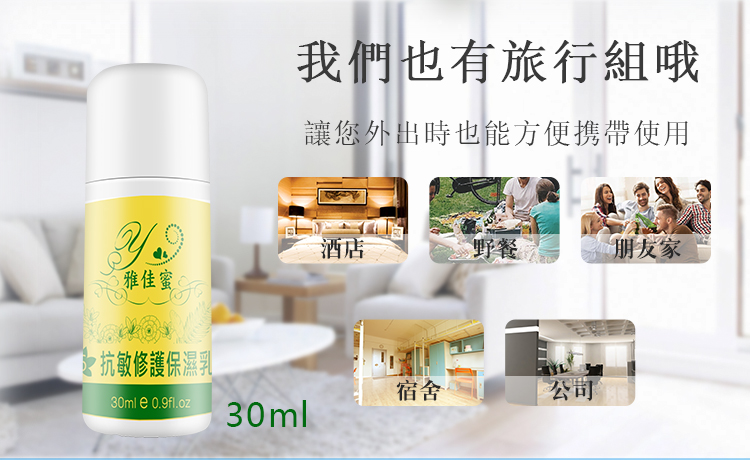 我們也有旅行組哦
讓您外出時也能方便携帶使用
酒店
野餐
朋友家
宿舍
公司
雅佳蜜
抗敏修護保濕乳
30ml e 0.9fl.oz
30ml